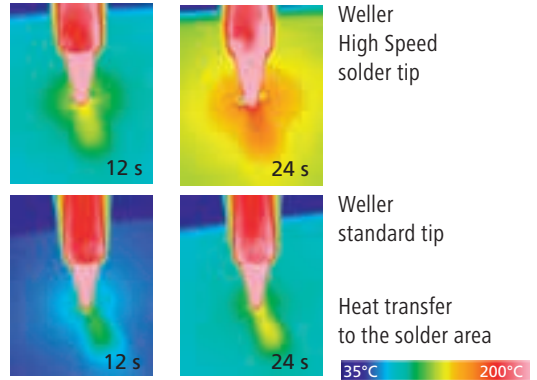 12 s
24 s
Weller
High Speed
solder tip
12 s
24 s
Weller
standard tip
Heat transfer
to the solder area
35°C
200°C